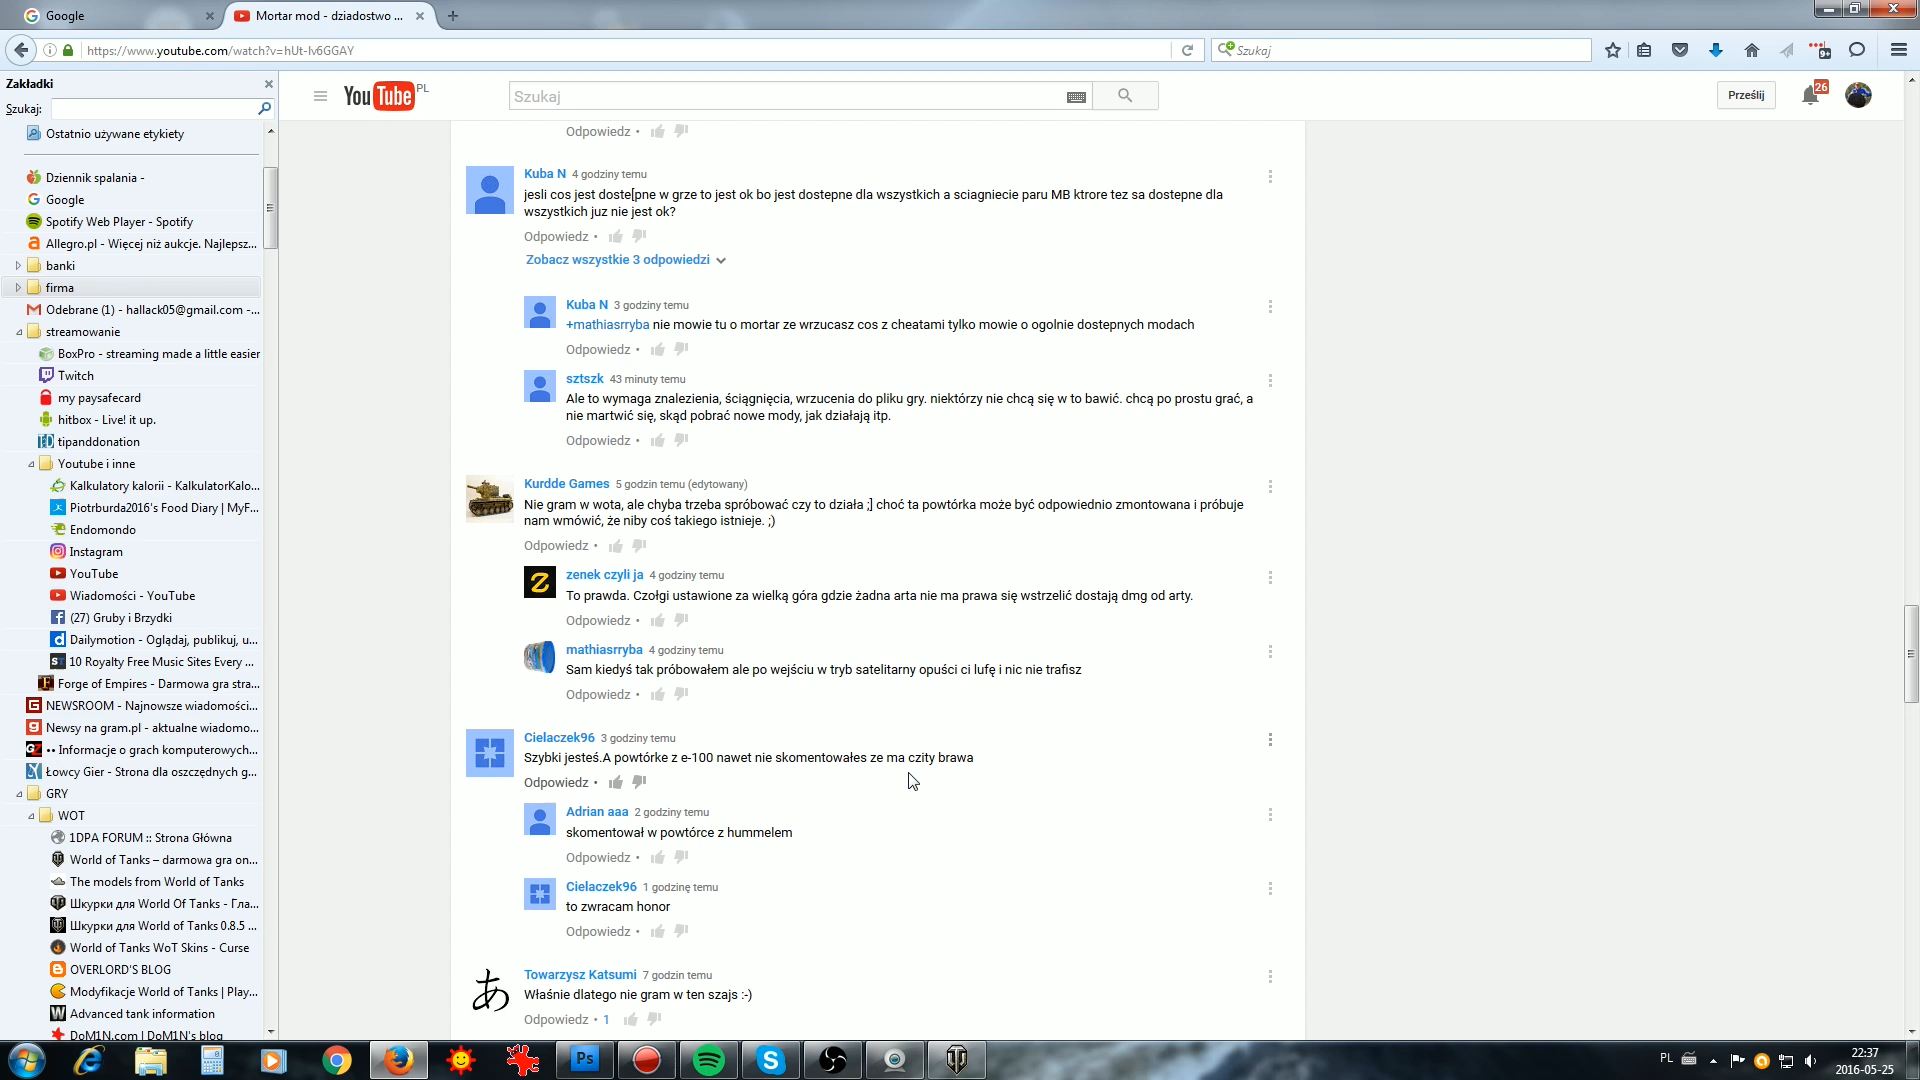 Google
Mortar mod - dziadostwo ...
https://www.youtube.com/watch?v=hUt-Iv6GGAY
Szukaj
Zakładki
Szukaj:
Ostatnio używane etykiety
Dziennik spalania -
Google
Spotify Web Player - Spotify
Allegro.pl - Więcej niż aukcje. Najlepsz...
banki
firma
Odebrane (1) - hallack05@gmail.com -...
streamowanie
BoxPro - streaming made a little easier
Twitch
my paysafecard
hitbox - Live! it up.
tipanddonation
Youtube i inne
Kalkulatory kalorii - KalkulatorKalo...
Piotrburda2016's Food Diary | MyF...
Endomondo
Instagram
YouTube
Wiadomości - YouTube
(27) Gruby i Brzydki
Dailymotion - Oglądaj, publikuj, u...
10 Royalty Free Music Sites Every ...
Forge of Empires - Darmowa gra stra...
NEWSROOM - Najnowsze wiadomości...
Newsy na gram.pl - aktualne wiadomo...
•• Informacje o grach komputerowych...
Łowcy Gier - Strona dla oszczędnych g...
GRY
WOT
1DPA FORUM :: Strona Główna
World of Tanks – darmowa gra on...
The models from World of Tanks
Шкурки для World Of Tanks - Гла...
Шкурки для World of Tanks 0.8.5 ...
World of Tanks WoT Skins - Curse
OVERLORD'S BLOG
Modyfikacje World of Tanks | Play...
Advanced tank information
DoM1N.com | DoM1N's blog
YouTube PL
Szukaj
Prześlij
26
Odpowiedz •
Kuba N 4 godziny temu
jesli cos jest doste[pne w grze to jest ok bo jest dostepne dla wszystkich a sciagniecie paru MB ktrore tez sa dostepne dla
wszystkich juz nie jest ok?
Odpowiedz •
Zobacz wszystkie 3 odpowiedzi
Kuba N 3 godziny temu
+mathiasrryba nie mowie tu o mortar ze wrzucasz cos z cheatami tylko mowie o ogolnie dostepnych modach
Odpowiedz •
sztszk 43 minuty temu
Ale to wymaga znalezienia, ściągnięcia, wrzucenia do pliku gry. niektórzy nie chcą się w to bawić. chcą po prostu grać, a
nie martwić się, skąd pobrać nowe mody, jak działają itp.
Odpowiedz •
Kurdde Games 5 godzin temu (edytowany)
Nie gram w wota, ale chyba trzeba spróbować czy to działa ;] choć ta powtórka może być odpowiednio zmontowana i próbuje
nam wmówić, że niby coś takiego istnieje. ;)
Odpowiedz •
zenek czyli ja 4 godziny temu
To prawda. Czołgi ustawione za wielką góra gdzie żadna arta nie ma prawa się wstrzelić dostają dmg od arty.
Odpowiedz •
mathiasrryba 4 godziny temu
Sam kiedyś tak próbowałem ale po wejściu w tryb satelitarny opuści ci lufę i nic nie trafisz
Odpowiedz •
Cielaczek96 3 godziny temu
Szybki jesteś.A powtórke z e-100 nawet nie skomentowałes ze ma czity brawa
Odpowiedz •
Adrian aaa 2 godziny temu
skomentował w powtórce z hummelem
Odpowiedz •
Cielaczek96 1 godzinę temu
to zwracam honor
Odpowiedz •
Towarzysz Katsumi 7 godzin temu
あ
Właśnie dlatego nie gram w ten szajs :-)
Odpowiedz • 1
Ps
PL
22:37
2016-05-25